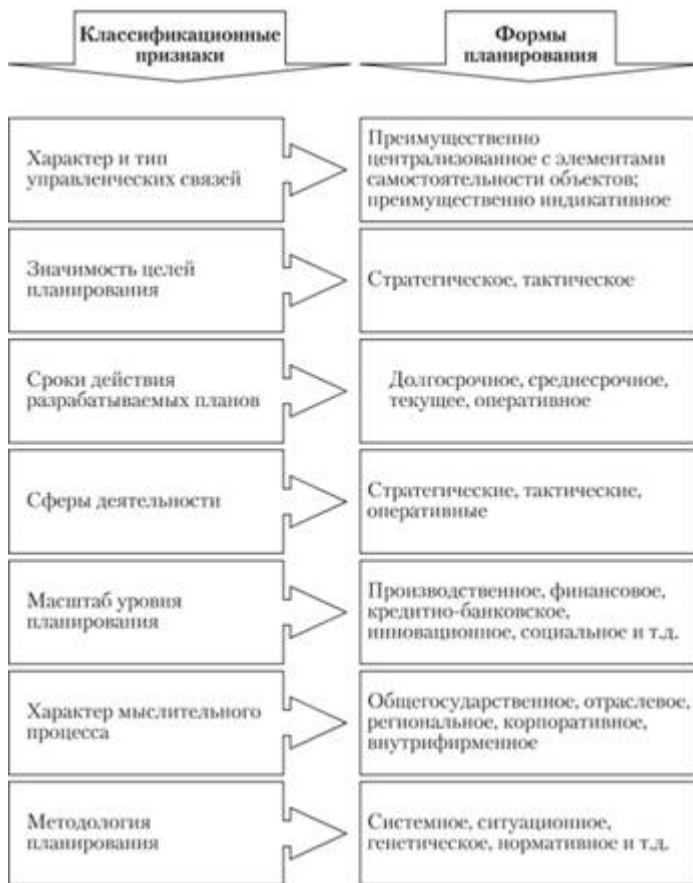 Классификационные
признаки
Формы
планирования
Характер и тип
управленческих связей
Преимущественно
централизованное с элементами
самостоятельности объектов;
преимущественно индикативное
Значимость целей
планирования
Стратегическое, тактическое
Сроки действия
разрабатываемых планов
Долгосрочное, среднесрочное,
текущее, оперативное
Сферы деятельности
Стратегические, тактические,
оперативные
Масштаб уровня
планирования
Производственное, финансовое,
кредитно-банковское,
инновационное, социальное и т.д.
Характер мыслительного
процесса
Общегосударственное, отраслевое,
региональное, корпоративное,
внутрифирменное
Методология
планирования
Системное, ситуационное,
генетическое, нормативное и т.д.